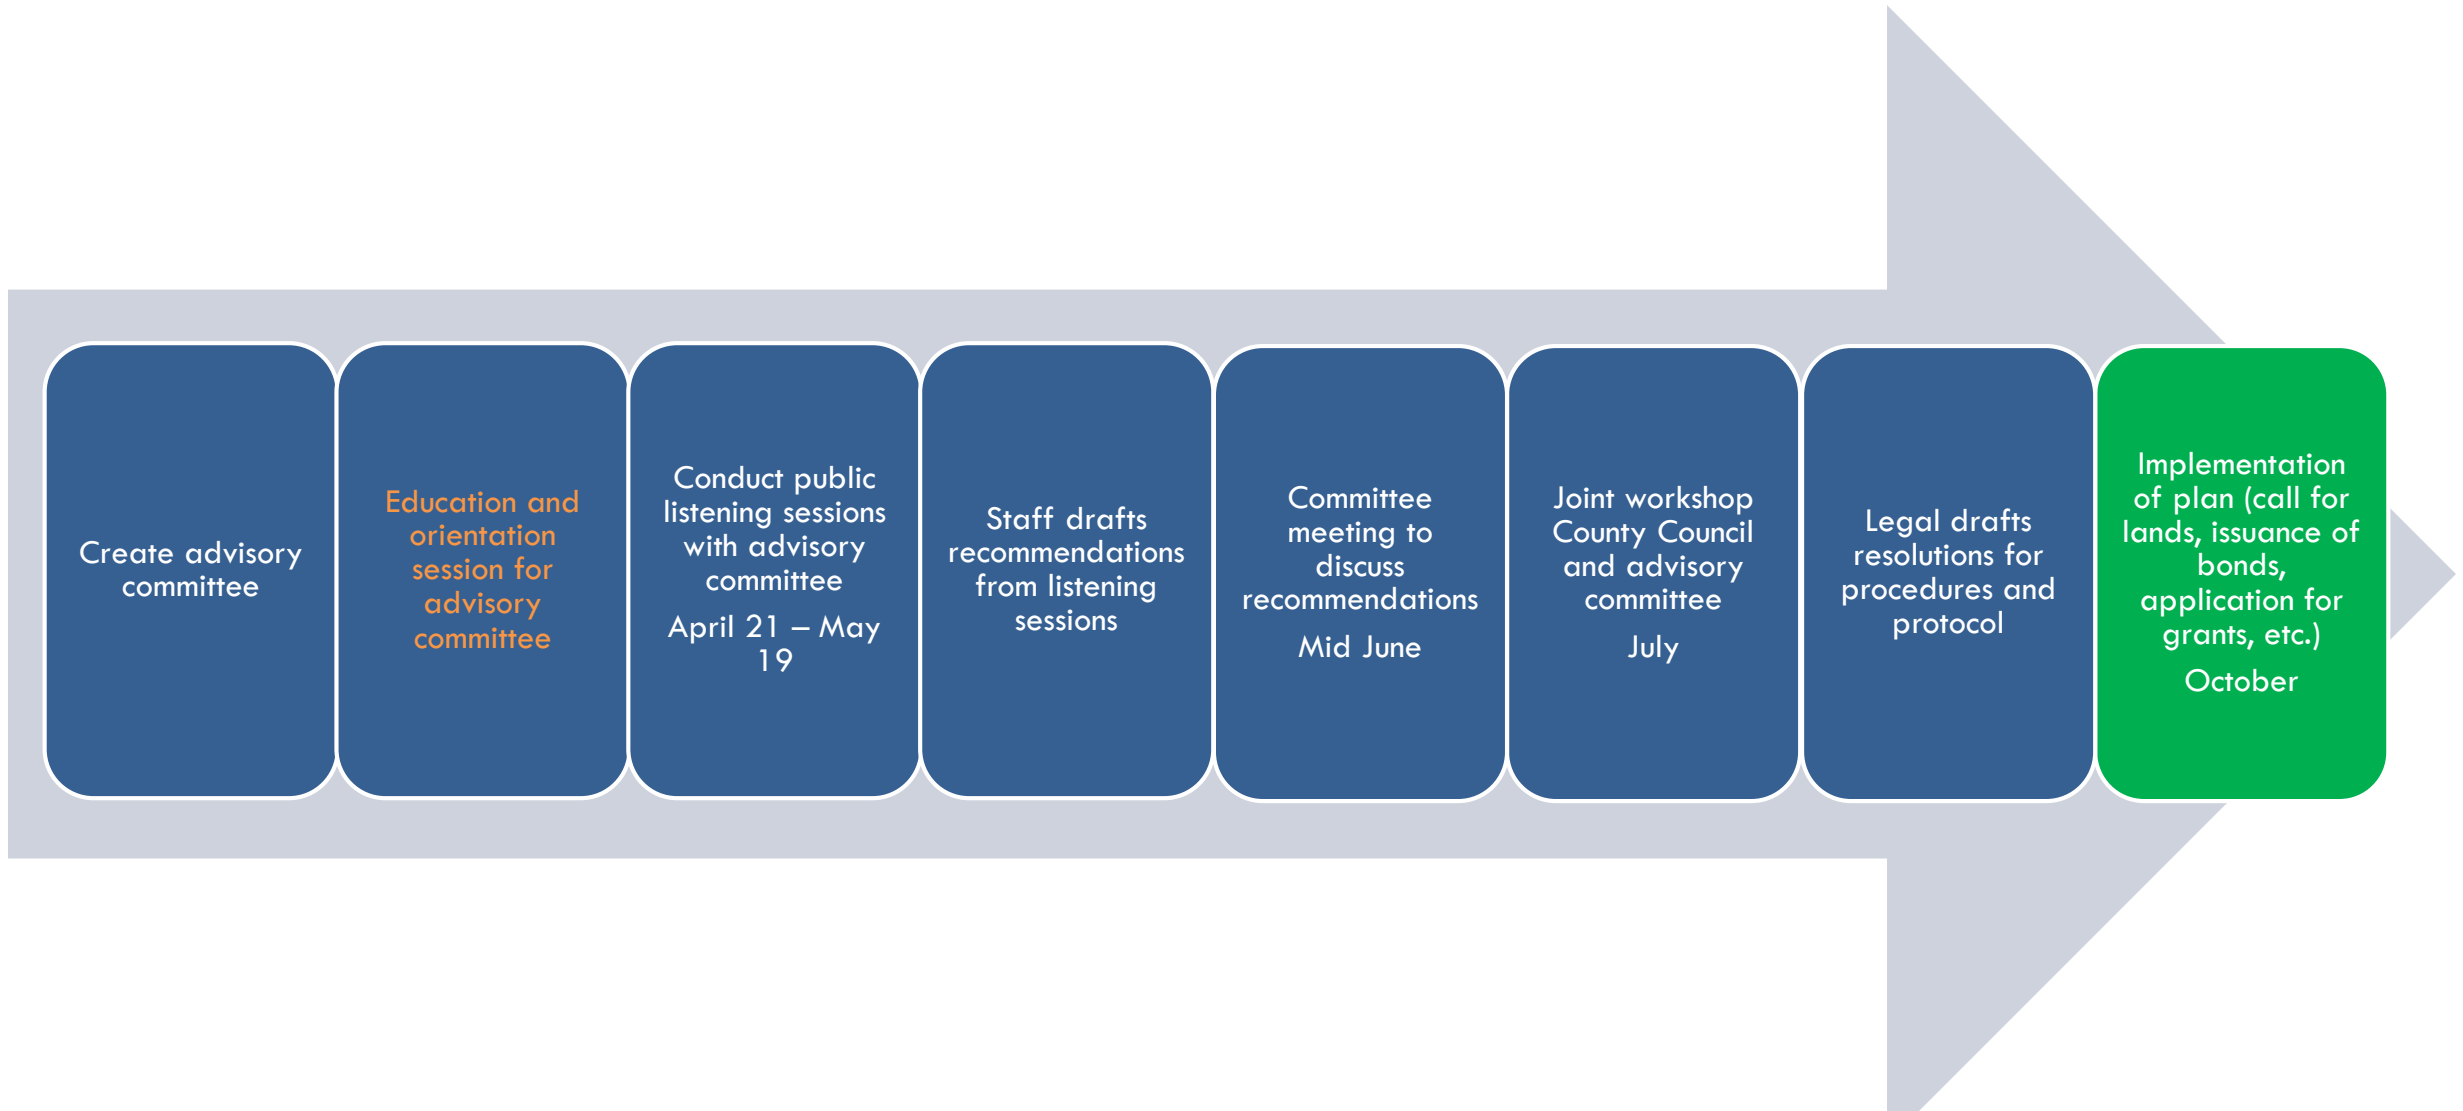 Create advisory
committee
Education and
orientation
session for
advisory
committee
Conduct public
listening sessions
with advisory
committee
April 21 – May
19
Staff drafts
recommendations
from listening
sessions
Committee
meeting to
discuss
recommendations
Mid June
Joint workshop
County Council
and advisory
committee
July
Legal drafts
resolutions for
procedures and
protocol
Implementation
of plan (call for
lands, issuance of
bonds,
application for
grants, etc.)
October